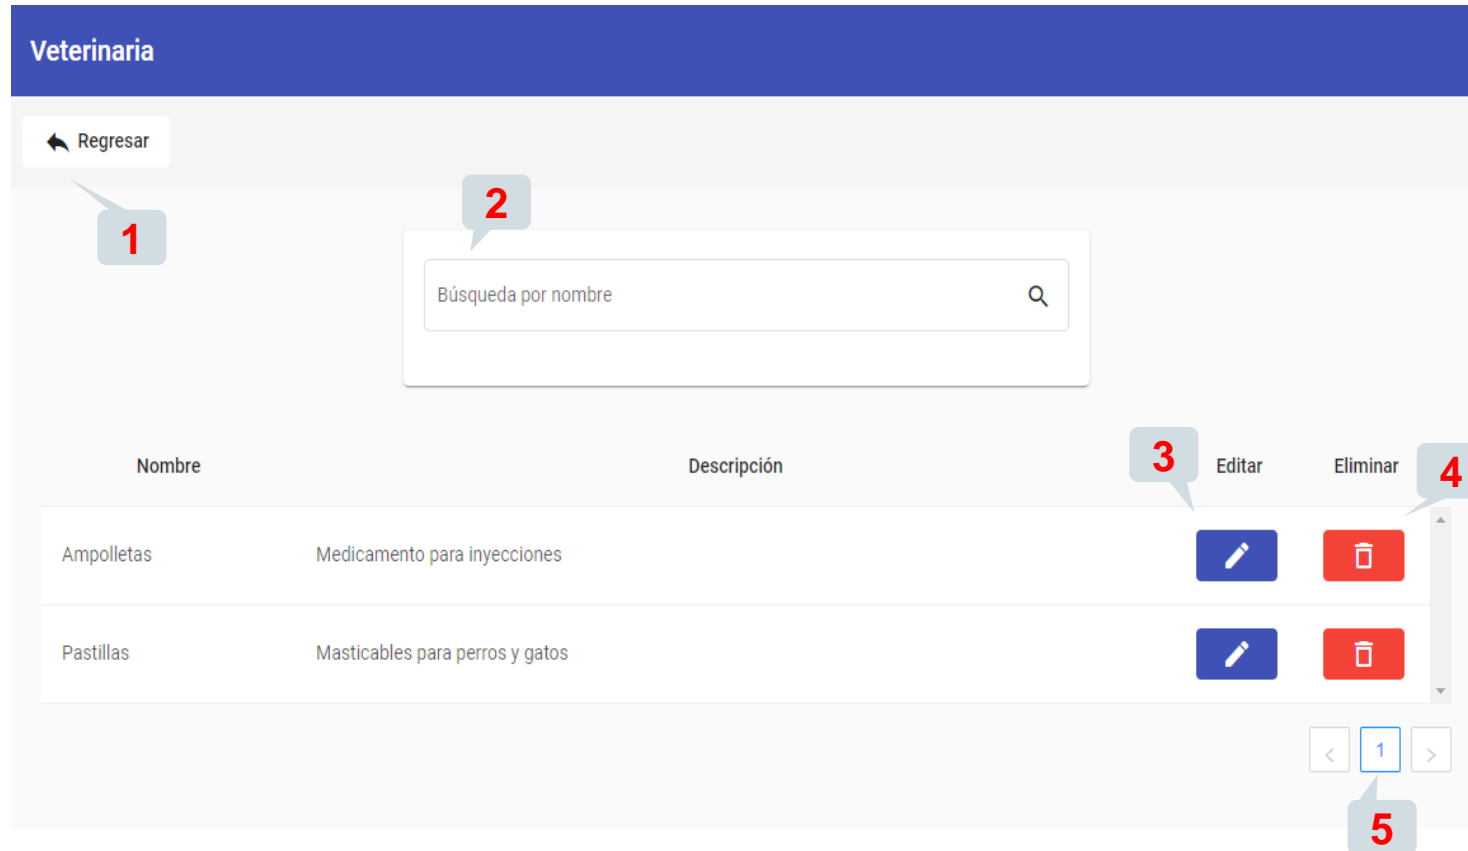 Veterinaria
Regresar
1
2
Búsqueda por nombre
Nombre Descripción 3 Editar Eliminar 4
Ampolletas Medicamento para inyecciones
Pastillas Masticables para perros y gatos
< 1 >
5